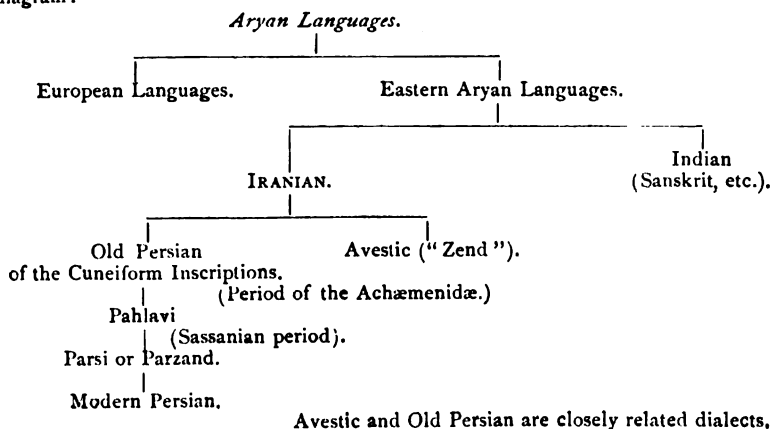 Aryan Languages.
European Languages. Eastern Aryan Languages.
Indian
IRANIAN. (Sanskrit, etc.).
Old Persian Avestic (“Zend”).
of the Cuneiform Inscriptions.
(Period of the Achæmenidæ.)
Pahlavi
(Sassanian period).
Parsi or Parzand.
Modern Persian.
Avestic and Old Persian are closely related dialects,